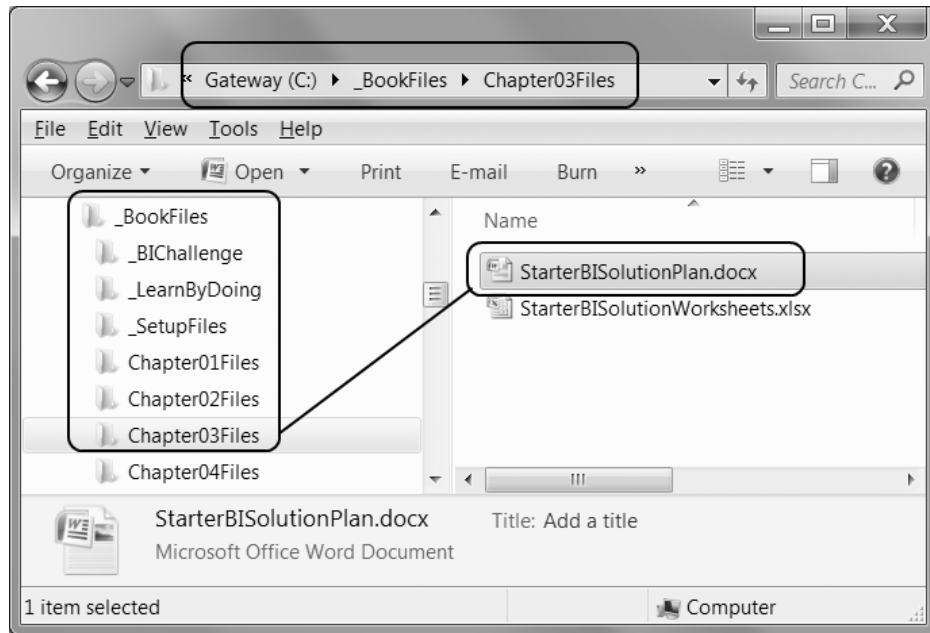 « Gateway (C:) ▸ _BookFiles ▸ Chapter03Files
Search C...
File Edit View Tools Help
Organize Open Print E-mail Burn »
_BookFiles
_BIChallenge
_LearnByDoing
_SetupFiles
Chapter01Files
Chapter02Files
Chapter03Files
Chapter04Files
Name
StarterBISolutionPlan.docx
StarterBISolutionWorksheets.xlsx
StarterBISolutionPlan.docx Title: Add a title
Microsoft Office Word Document
1 item selected Computer